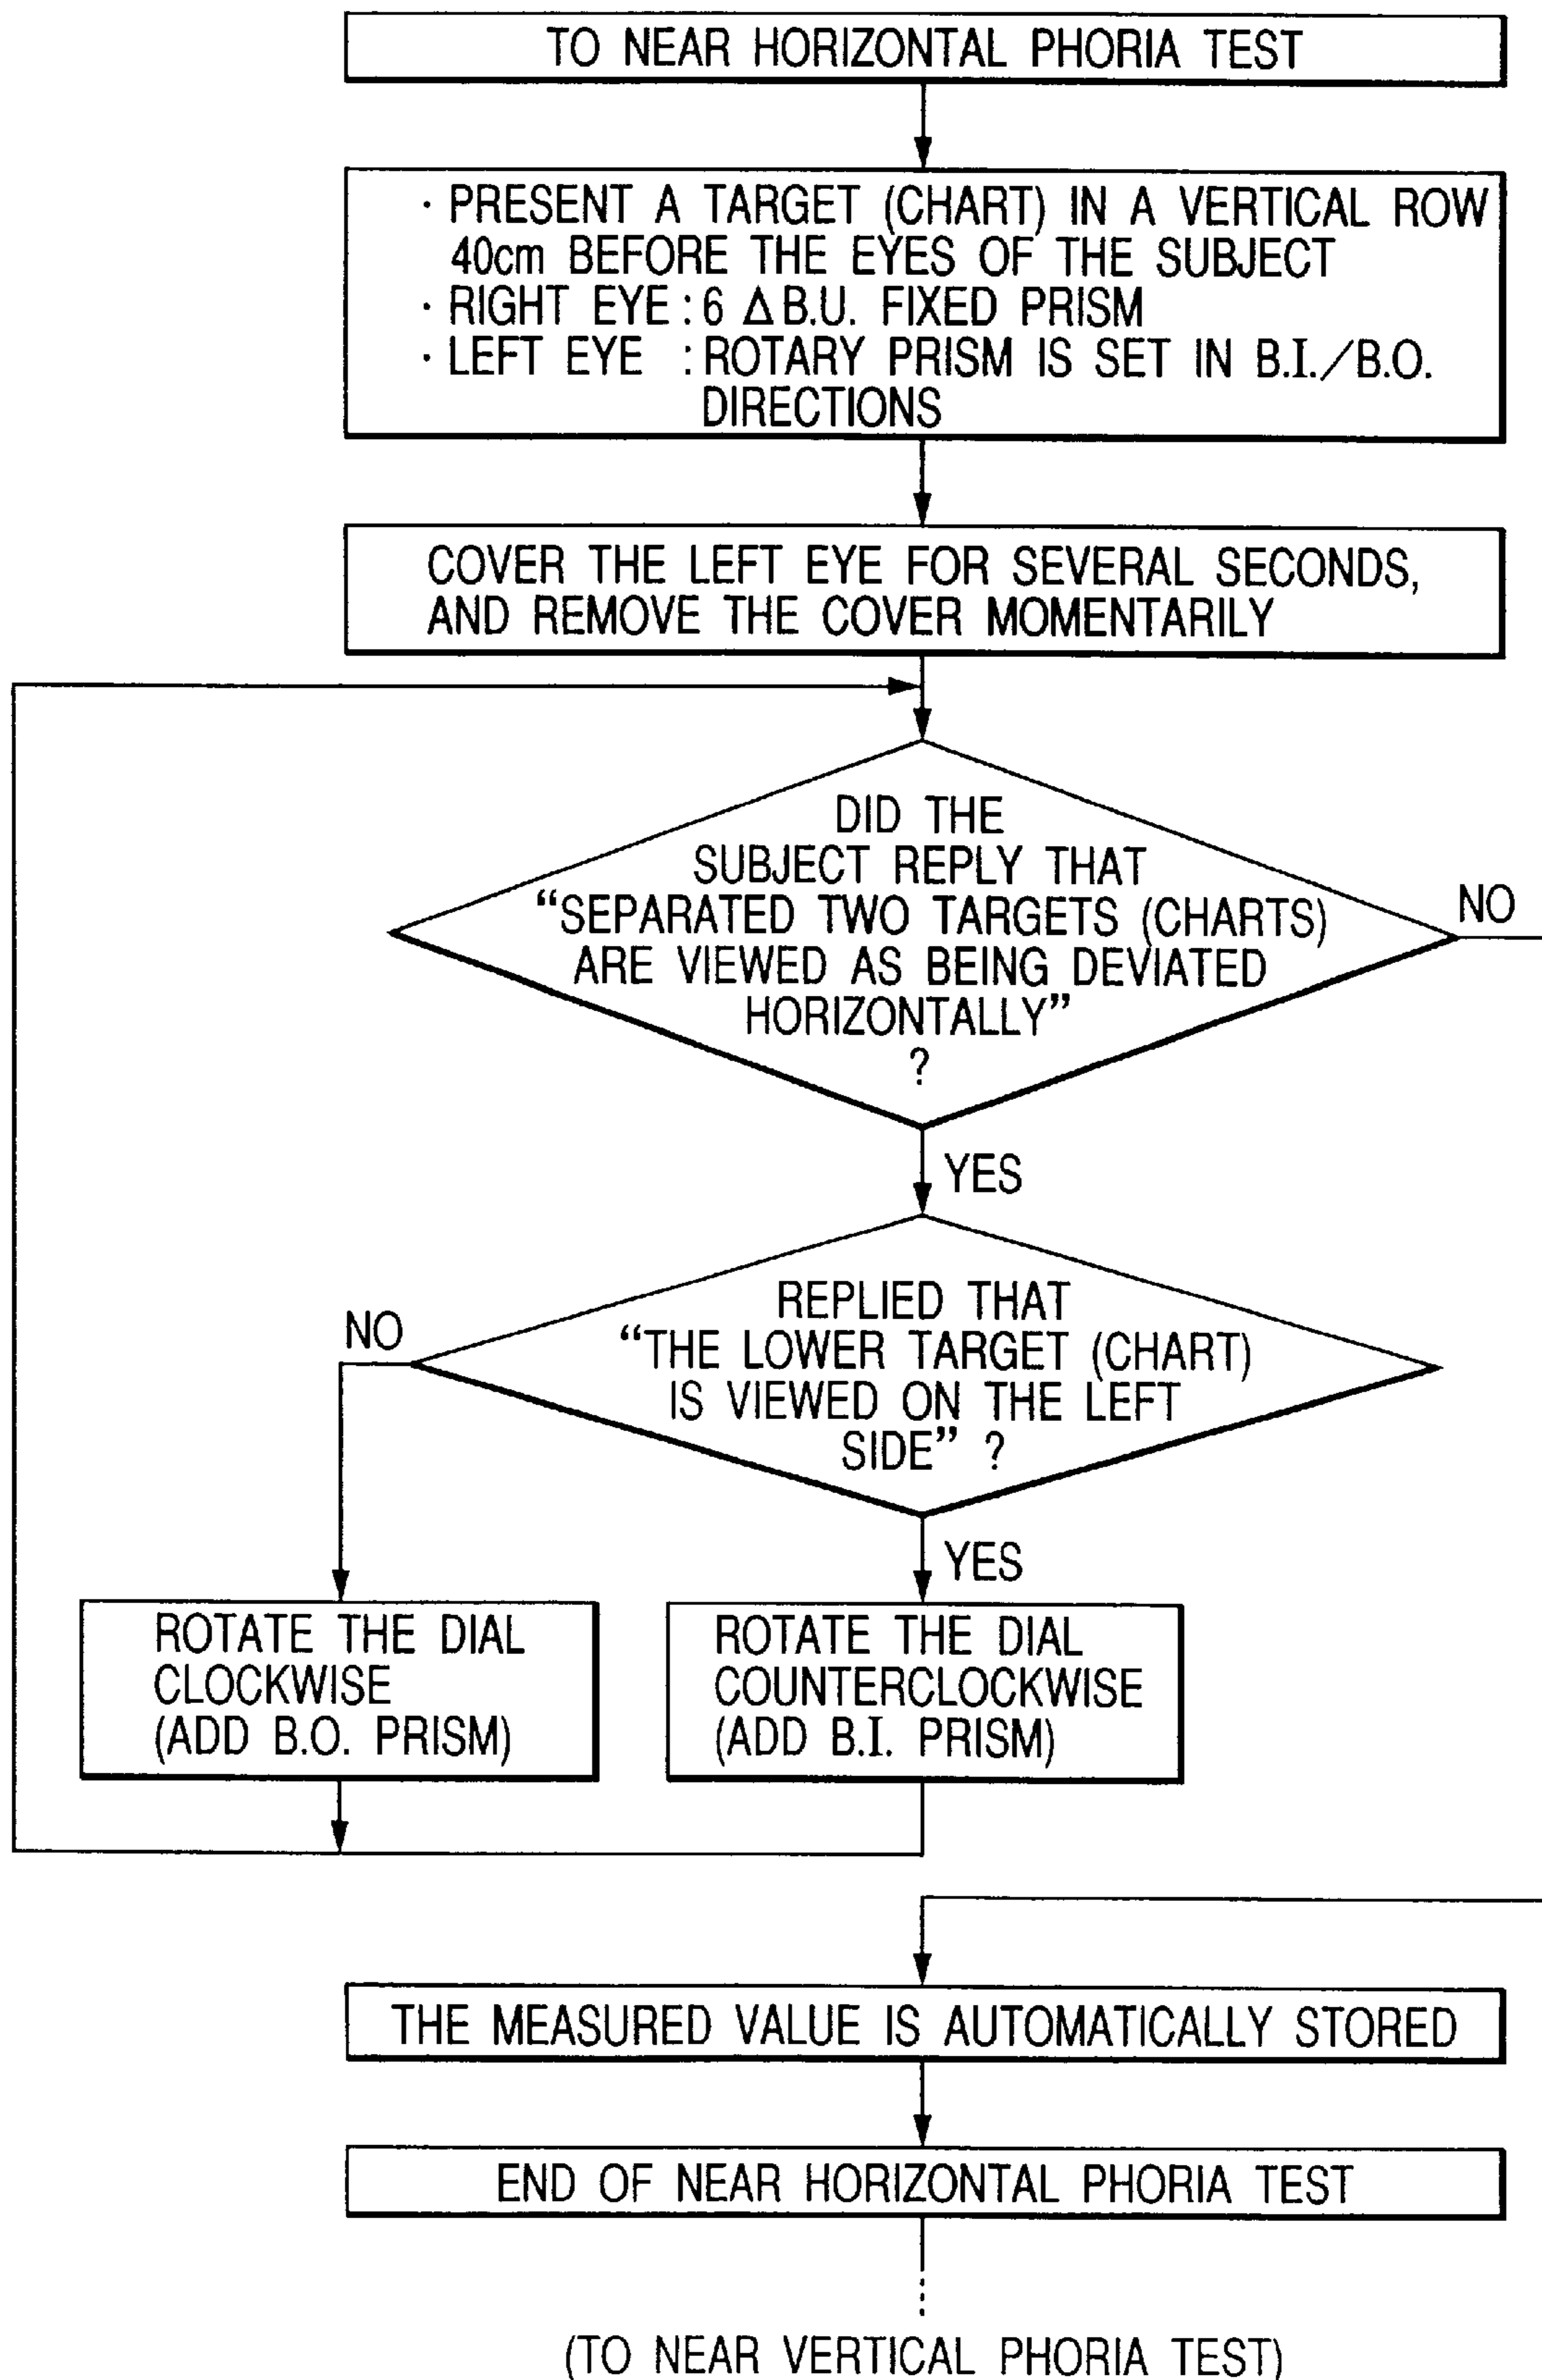 TO NEAR HORIZONTAL PHORIA TEST
· PRESENT A TARGET (CHART) IN A VERTICAL ROW
40cm BEFORE THE EYES OF THE SUBJECT
· RIGHT EYE : 6 Δ B.U. FIXED PRISM
· LEFT EYE : ROTARY PRISM IS SET IN B.I./B.O.
DIRECTIONS
COVER THE LEFT EYE FOR SEVERAL SECONDS,
AND REMOVE THE COVER MOMENTARILY
DID THE
SUBJECT REPLY THAT
“SEPARATED TWO TARGETS (CHARTS)
ARE VIEWED AS BEING DEVIATED
HORIZONTALLY”
?
NO
YES
REPLIED THAT
“THE LOWER TARGET (CHART)
IS VIEWED ON THE LEFT
SIDE” ?
NO
YES
ROTATE THE DIAL
CLOCKWISE
(ADD B.O. PRISM)
ROTATE THE DIAL
COUNTERCLOCKWISE
(ADD B.I. PRISM)
THE MEASURED VALUE IS AUTOMATICALLY STORED
END OF NEAR HORIZONTAL PHORIA TEST
(TO NEAR VERTICAL PHORIA TEST)